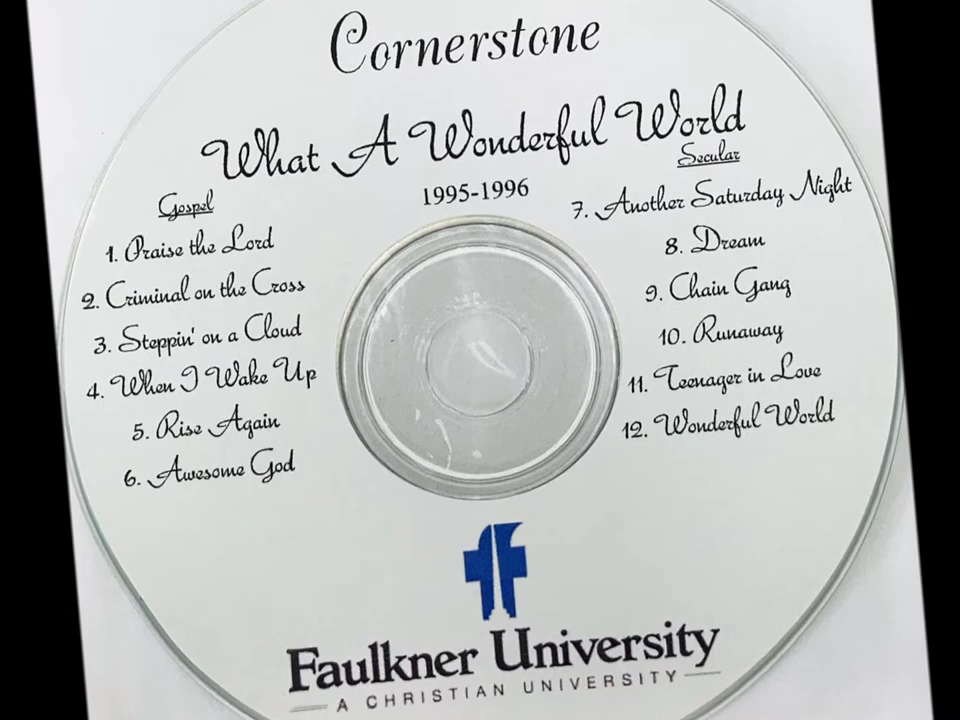 Cornerstone
What A Wonderful World
1995-1996
Gospel
1. Praise the Lord
2. Criminal on the Cross
3. Steppin' on a Cloud
4. When I Wake Up
5. Rise Again
6. Awesome God
Secular
7. Another Saturday Night
8. Dream
9. Chain Gang
10. Runaway
11. Teenager in Love
12. Wonderful World
Faulkner University
A CHRISTIAN UNIVERSITY